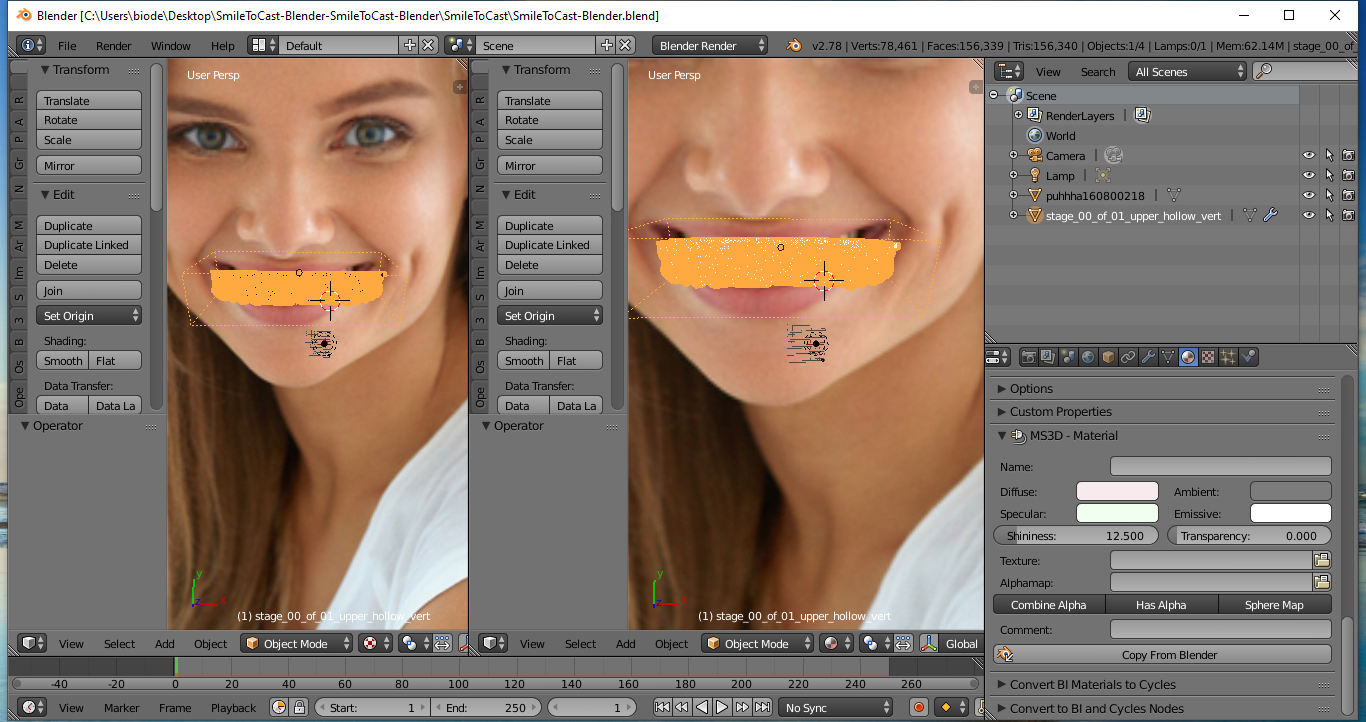 Blender [C:\Users\biode\Desktop\SmileToCast-Blender-SmileToCast-Blender\SmileToCast\SmileToCast-Blender.blend]
File Render Window Help Default Scene Blender Render v2.78 | Verts:78,461 | Faces:156,339 | Tris:156,340 | Objects:1/4 | Lamps:0/1 | Mem:62.14M | stage_00_of
Transform
Translate
Rotate
Scale
Mirror
Edit
Duplicate
Duplicate Linked
Delete
Join
Set Origin
Shading:
Smooth Flat
Data Transfer:
Data Data La
Operator
R
A
P
Gr
N
M
Ar
Im
S
3
B
Os
Ope
User Persp
y
x
z
(1) stage_00_of_01_upper_hollow_vert
View Select Add Object Object Mode
Transform
Translate
Rotate
Scale
Mirror
Edit
Duplicate
Duplicate Linked
Delete
Join
Set Origin
Shading:
Smooth Flat
Data Transfer:
Data Data La
Operator
R
A
P
Gr
N
M
Ar
Im
S
3
B
Os
Ope
User Persp
y
x
z
(1) stage_00_of_01_upper_hollow_vert
View Select Add Object Object Mode Global
View Search All Scenes
Scene
RenderLayers |
World
Camera |
Lamp |
puhhha160800218 |
stage_00_of_01_upper_hollow_vert |
Options
Custom Properties
MS3D - Material
Name:
Diffuse: Ambient:
Specular: Emissive:
Shininess: 12.500 Transparency: 0.000
Texture:
Alphamap:
Combine Alpha Has Alpha Sphere Map
Comment:
Copy From Blender
Convert BI Materials to Cycles
Convert to BI and Cycles Nodes
-40 -20 0 20 40 60 80 100 120 140 160 180 200 220 240 260
View Marker Frame Playback Start: 1 End: 250 1 No Sync